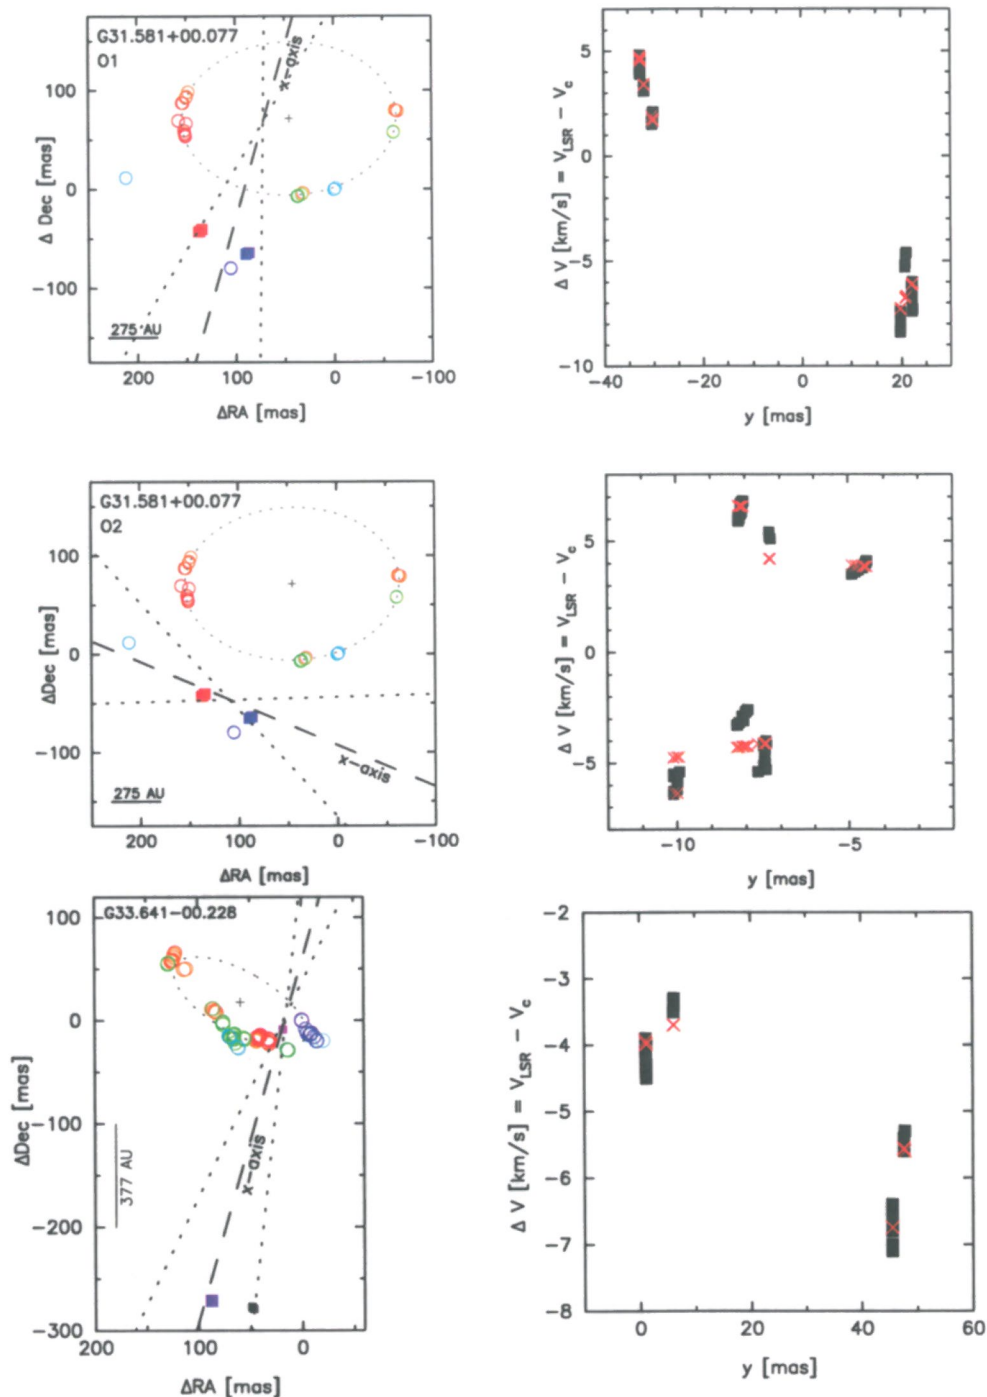 G31.581+00.077
O1
x-axis
100
0
-100
Δ Dec [mas]
275 AU
200
100
0
-100
ΔRA [mas]
5
0
-5
-10
Δ V [km/s] = V_LSR - V_c
-40
-20
0
20
y [mas]
G31.581+00.077
O2
x-axis
100
0
-100
ΔDec [mas]
275 AU
200
100
0
-100
ΔRA [mas]
5
0
-5
Δ V [km/s] = V_LSR - V_c
-10
-5
y [mas]
G33.641-00.228
x-axis
100
0
-100
-200
-300
ΔDec [mas]
377 AU
200
100
0
ΔRA [mas]
-2
-3
-4
-5
-6
-7
-8
Δ V [km/s] = V_LSR - V_c
0
20
40
60
y [mas]